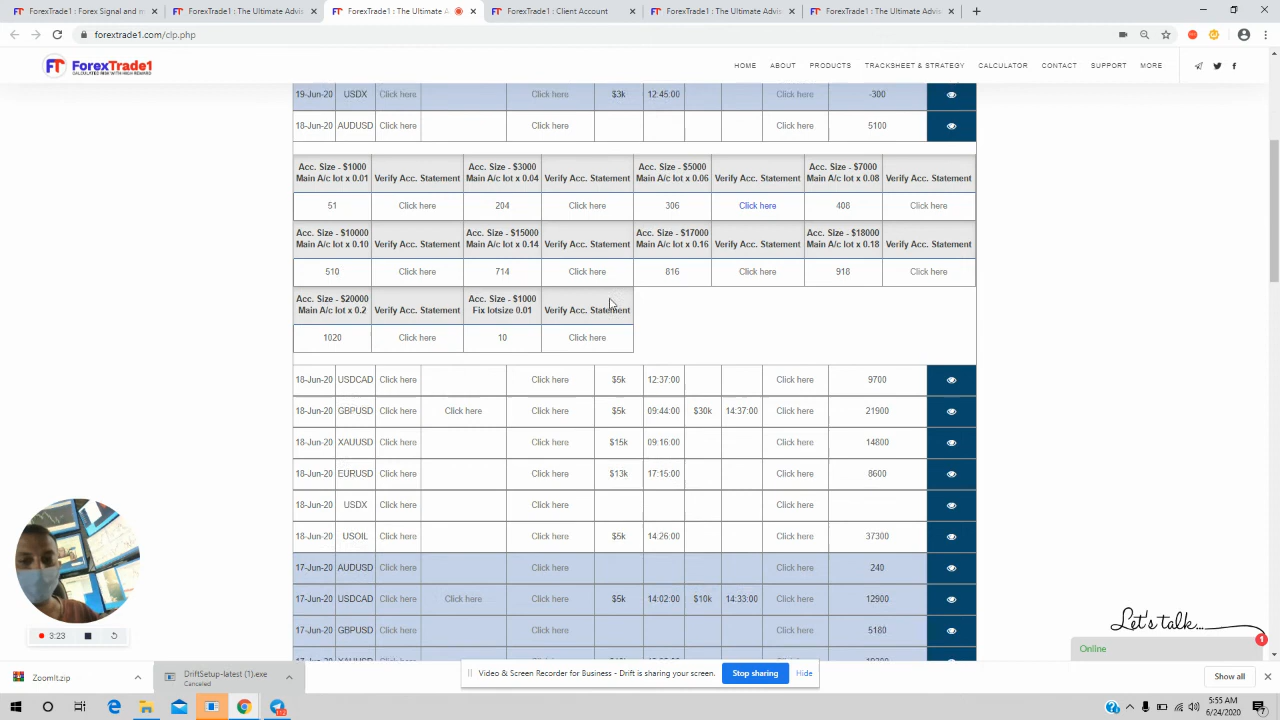 ForexTrade1 : Signal and m
ForexTrade1 : The Ultimate Advis
ForexTrade1 : The Ultimate A
ForexTrade1 : Client Account
ForexTrade1 : The Ultimate Advis
ForexTrade1 : The Ultimate Advis
forextrade1.com/clp.php
FT ForexTrade1
CALCULATED RISK WITH HIGH REWARD
HOME ABOUT PRODUCTS TRACKSHEET & STRATEGY CALCULATOR CONTACT SUPPORT MORE
19-Jun-20 USDX Click here Click here $3k 12:45:00 Click here -300
18-Jun-20 AUDUSD Click here Click here Click here 5100
Acc. Size - $1000 Acc. Size - $3000 Acc. Size - $5000 Acc. Size - $7000
Main A/c lot x 0.01 Verify Acc. Statement Main A/c lot x 0.04 Verify Acc. Statement Main A/c lot x 0.06 Verify Acc. Statement Main A/c lot x 0.08 Verify Acc. Statement
51 Click here 204 Click here 306 Click here 408 Click here
Acc. Size - $10000 Acc. Size - $15000 Acc. Size - $17000 Acc. Size - $18000
Main A/c lot x 0.10 Verify Acc. Statement Main A/c lot x 0.14 Verify Acc. Statement Main A/c lot x 0.16 Verify Acc. Statement Main A/c lot x 0.18 Verify Acc. Statement
510 Click here 714 Click here 816 Click here 918 Click here
Acc. Size - $20000 Acc. Size - $1000
Main A/c lot x 0.2 Verify Acc. Statement Fix lotsize 0.01 Verify Acc. Statement
1020 Click here 10 Click here
18-Jun-20 USDCAD Click here Click here $5k 12:37:00 Click here 9700
18-Jun-20 GBPUSD Click here Click here Click here $5k 09:44:00 $30k 14:37:00 Click here 21900
18-Jun-20 XAUUSD Click here Click here $15k 09:16:00 Click here 14800
18-Jun-20 EURUSD Click here Click here $13k 17:15:00 Click here 8600
18-Jun-20 USDX Click here Click here Click here
18-Jun-20 USOIL Click here Click here $5k 14:26:00 Click here 37300
17-Jun-20 AUDUSD Click here Click here Click here 240
17-Jun-20 USDCAD Click here Click here Click here $5k 14:02:00 $10k 14:33:00 Click here 12900
17-Jun-20 GBPUSD Click here Click here Click here 5180
3:23
Let's talk...
1
Online
ZoomIt.zip
DriftSetup-latest (1).exe
Canceled
Video & Screen Recorder for Business - Drift is sharing your screen. Stop sharing Hide
Show all
5:55 AM
6/24/2020